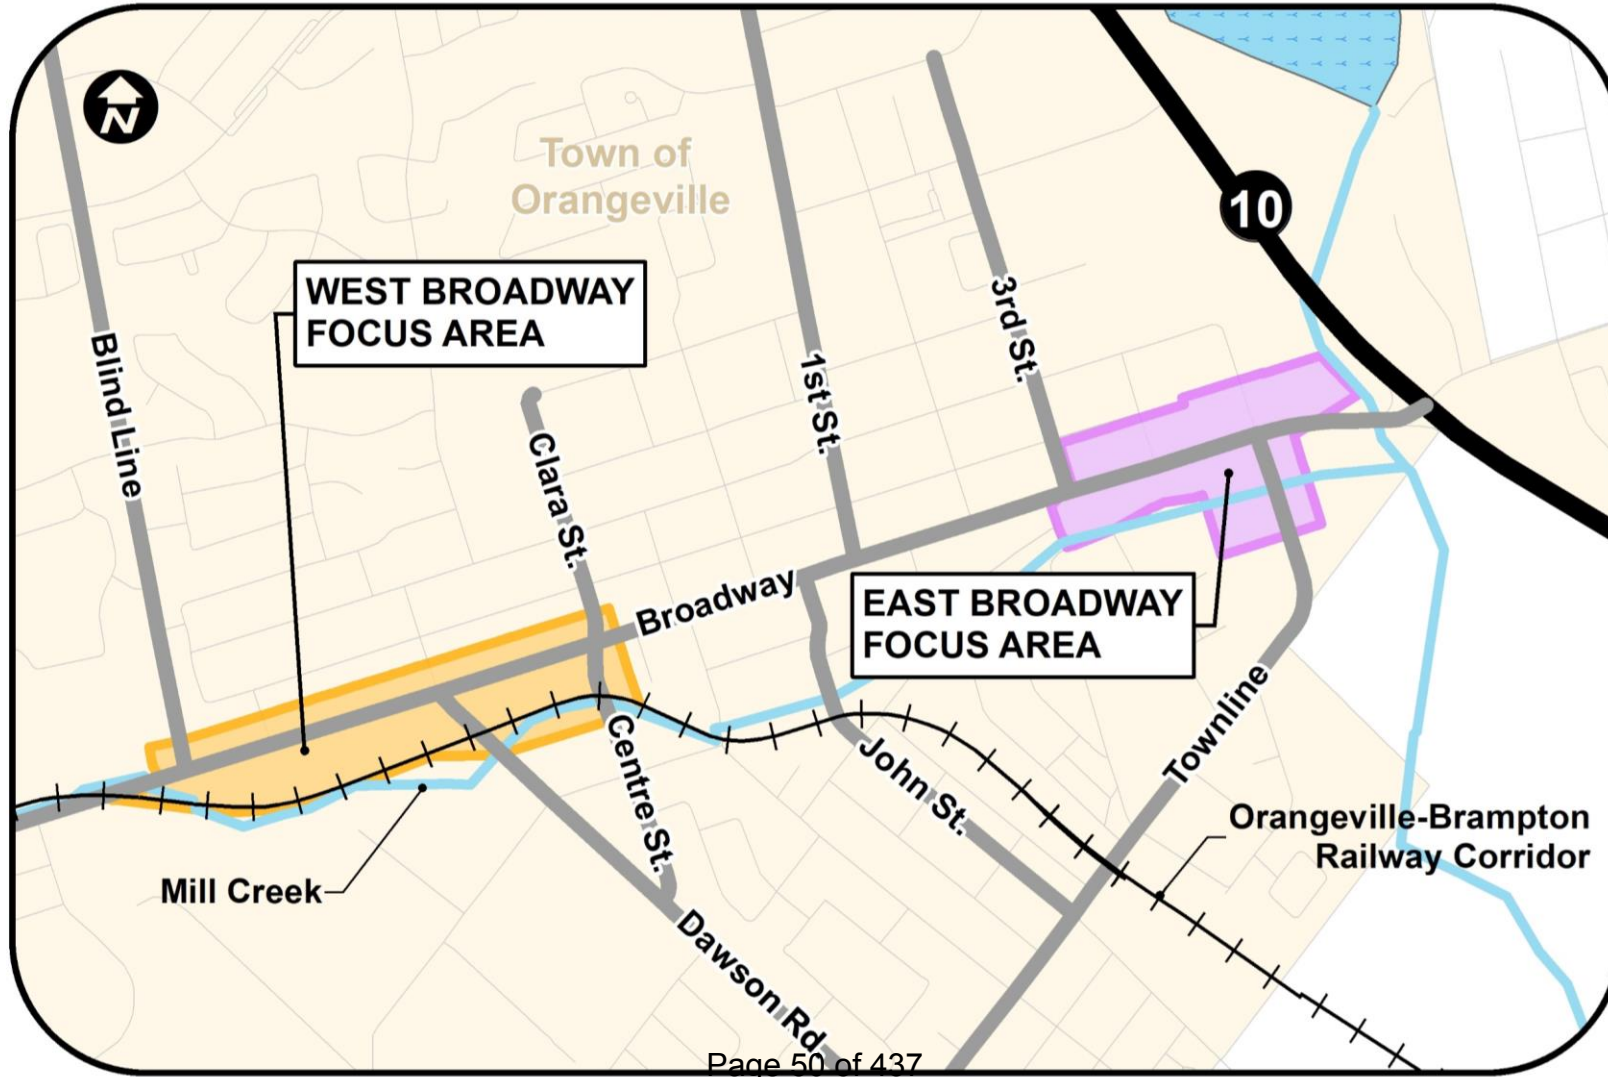 N
Town of
Orangeville
10
WEST BROADWAY
FOCUS AREA
Blind Line
3rd St.
1st St.
Clara St.
Broadway
EAST BROADWAY
FOCUS AREA
Centre St.
John St.
Townline
Orangeville-Brampton
Railway Corridor
Mill Creek
Dawson Rd
Page 50 of 437